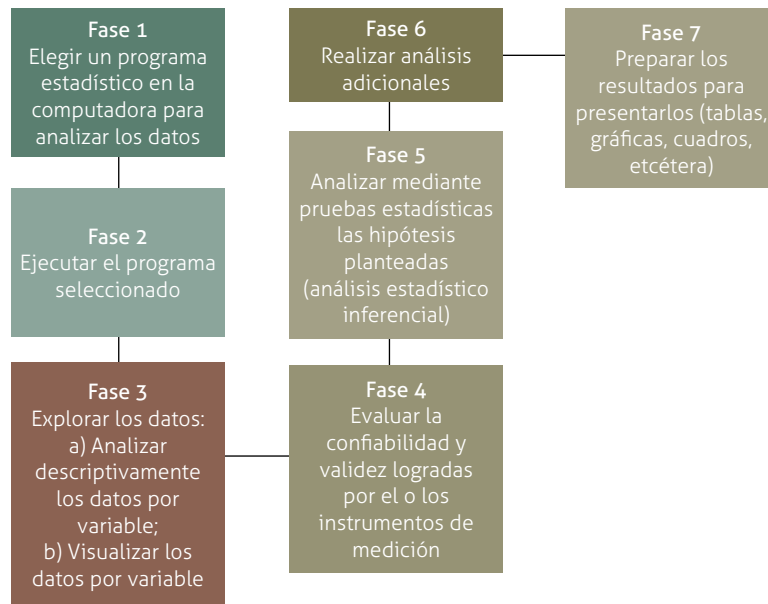 Fase 1
Elegir un programa
estadístico en la
computadora para
analizar los datos
Fase 2
Ejecutar el programa
seleccionado
Fase 3
Explorar los datos:
a) Analizar
descriptivamente
los datos por
variable;
b) Visualizar los
datos por variable
Fase 4
Evaluar la
confiabilidad y
validez logradas
por el o los
instrumentos de
medición
Fase 5
Analizar mediante
pruebas estadísticas
las hipótesis
planteadas
(análisis estadístico
inferencial)
Fase 6
Realizar análisis
adicionales
Fase 7
Preparar los
resultados para
presentarlos (tablas,
gráficas, cuadros,
etcétera)